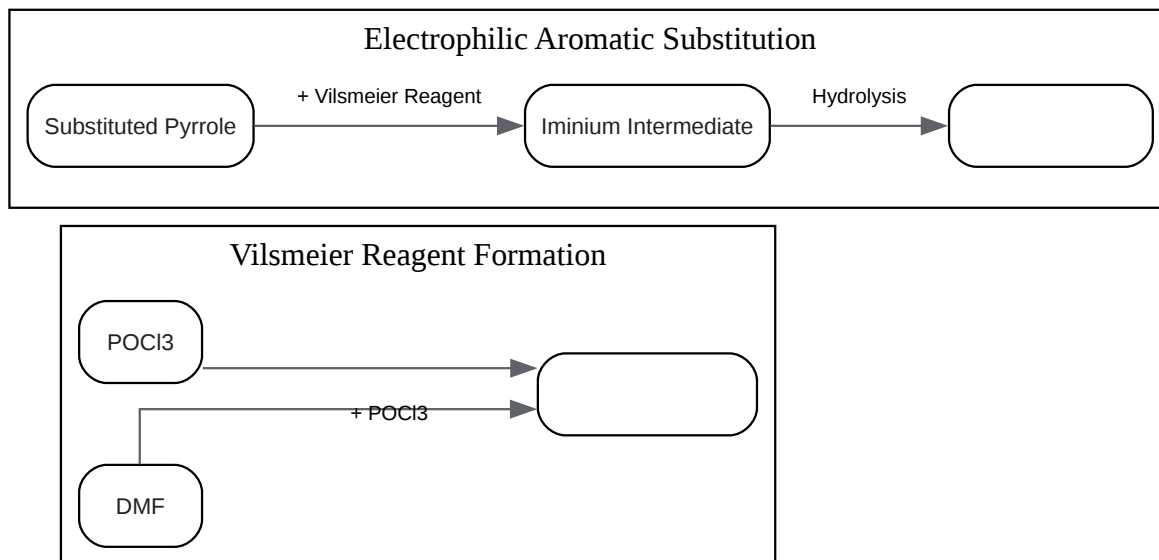 Electrophilic Aromatic Substitution
+ Vilsmeier Reagent
Hydrolysis
Substituted Pyrrole
Iminium Intermediate
Vilsmeier Reagent Formation
POCl3
+ POCl3
DMF